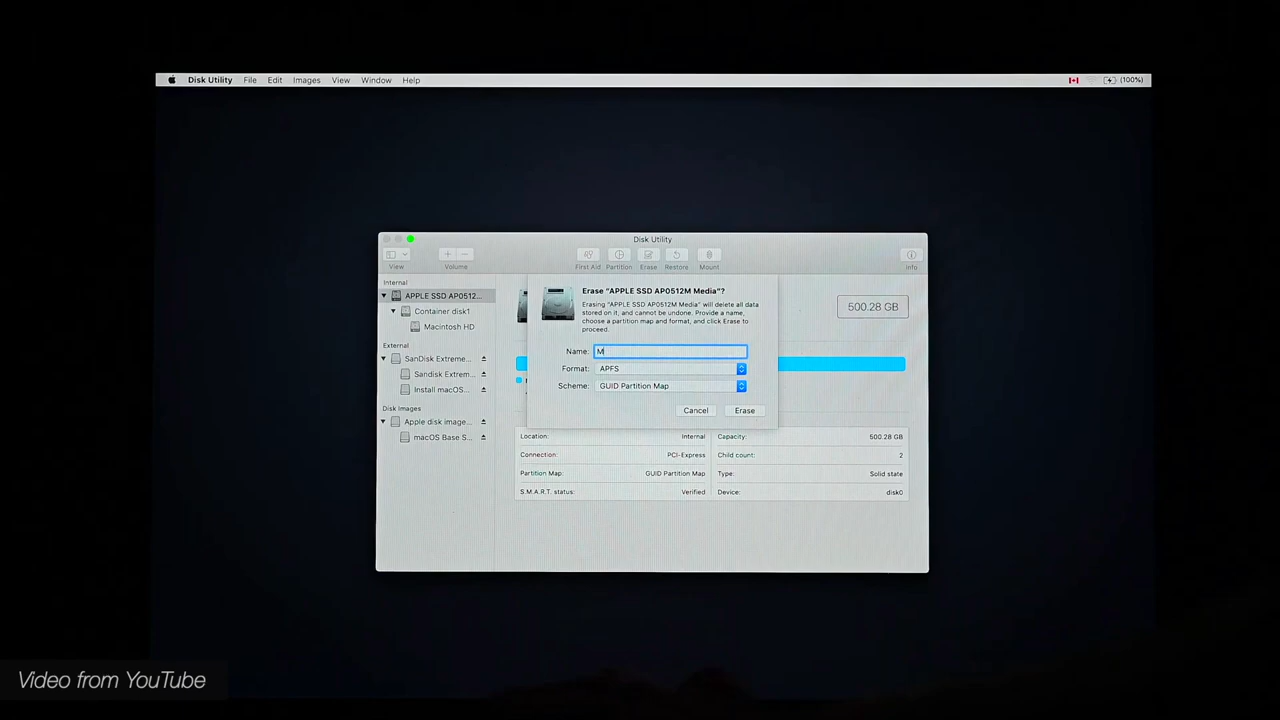 Disk Utility File Edit Images View Window Help (100%)
Disk Utility
View Volume First Aid Partition Erase Restore Mount Info
Internal
APPLE SSD AP0512...
Container disk1
Macintosh HD
External
SanDisk Extreme...
Sandisk Extrem...
Install macOS...
Disk Images
Apple disk image...
macOS Base S...
Erase "APPLE SSD AP0512M Media"?
Erasing "APPLE SSD AP0512M Media" will delete all data
stored on it, and cannot be undone. Provide a name,
choose a partition map and format, and click Erase to
proceed.
Name: M
Format: APFS
Scheme: GUID Partition Map
Cancel Erase
500.28 GB
Location: Internal Capacity: 500.28 GB
Connection: PCI-Express Child count: 2
Partition Map: GUID Partition Map Type: Solid state
S.M.A.R.T. status: Verified Device: disk0
Video from YouTube